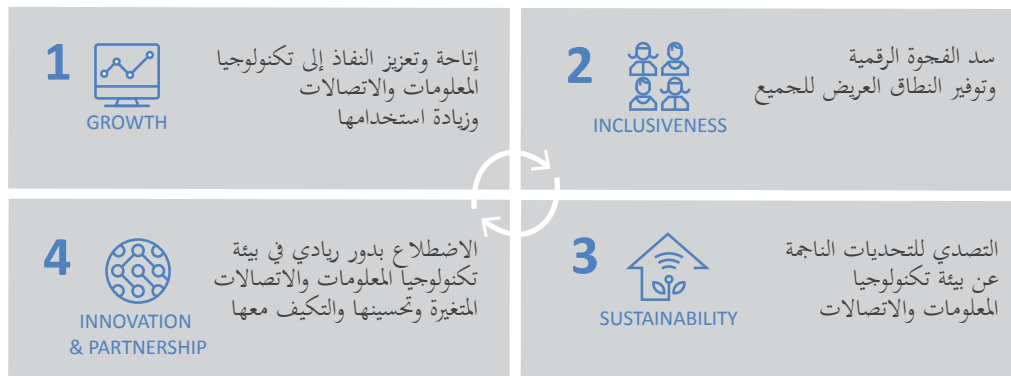 1
GROWTH
إتاحة وتعزيز النفاذ إلى تكنولوجيا
المعلومات والاتصالات
وزيادة استخدامها
2
INCLUSIVENESS
سد الفجوة الرقمية
وتوفير النطاق العريض للجميع
3
SUSTAINABILITY
التصدي للتحديات الناجمة
عن بيئة تكنولوجيا
المعلومات والاتصالات
4
INNOVATION
& PARTNERSHIP
الاضطلاع بدور ريادي في بيئة
تكنولوجيا المعلومات والاتصالات
المتغيرة وتحسينها والتكيف معها